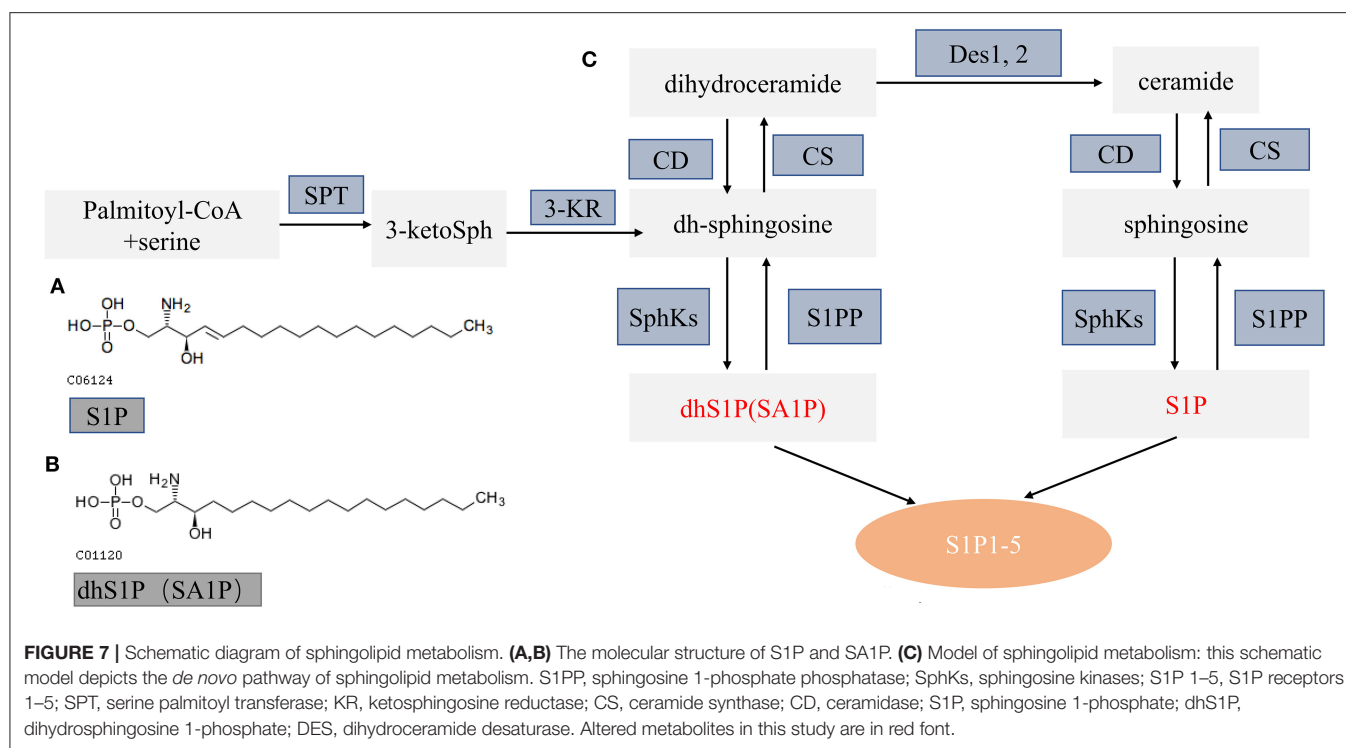 C
Des1, 2
dihydroceramide
ceramide
CD
CS
CD
CS
SPT
3-KR
Palmitoyl-CoA
+serine
3-ketoSph
dh-sphingosine
sphingosine
A
OH
NH2
HO-P-O
O
OH
CH3
C06124
S1P
SphKs
S1PP
SphKs
S1PP
dhS1P(SA1P)
S1P
B
OH
H2N
HO-P-O
O
OH
CH3
C01120
dhS1P（SA1P）
S1P1-5
FIGURE 7 | Schematic diagram of sphingolipid metabolism. (A,B) The molecular structure of S1P and SA1P. (C) Model of sphingolipid metabolism: this schematic
model depicts the de novo pathway of sphingolipid metabolism. S1PP, sphingosine 1-phosphate phosphatase; SphKs, sphingosine kinases; S1P 1–5, S1P receptors
1–5; SPT, serine palmitoyl transferase; KR, ketosphingosine reductase; CS, ceramide synthase; CD, ceramidase; S1P, sphingosine 1-phosphate; dhS1P,
dihydrosphingosine 1-phosphate; DES, dihydroceramide desaturase. Altered metabolites in this study are in red font.